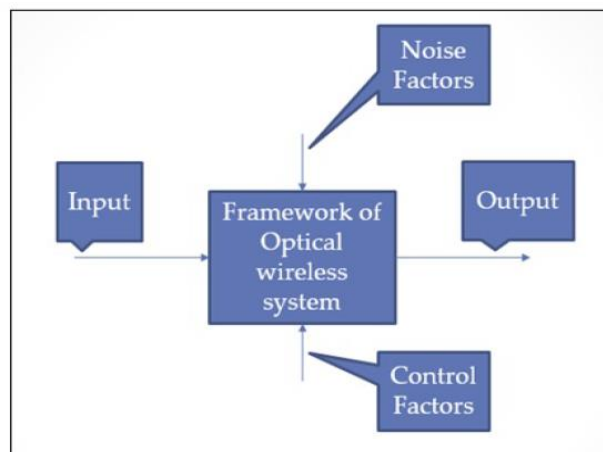 Noise
Factors
Input
Framework of
Optical
wireless
system
Output
Control
Factors